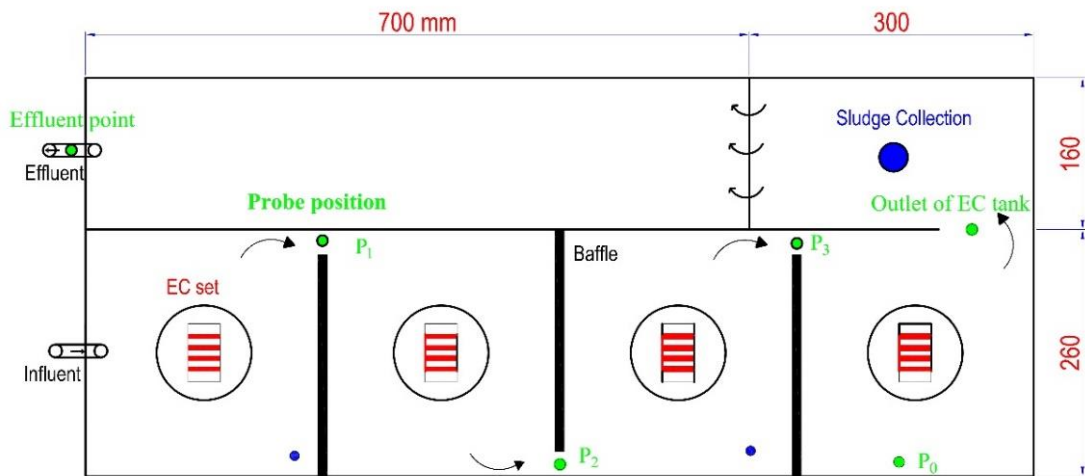 700 mm
300
Effluent point
Effluent
Sludge Collection
160
Probe position
Outlet of EC tank
P1
Baffle
P3
EC set
260
Influent
P2
P0